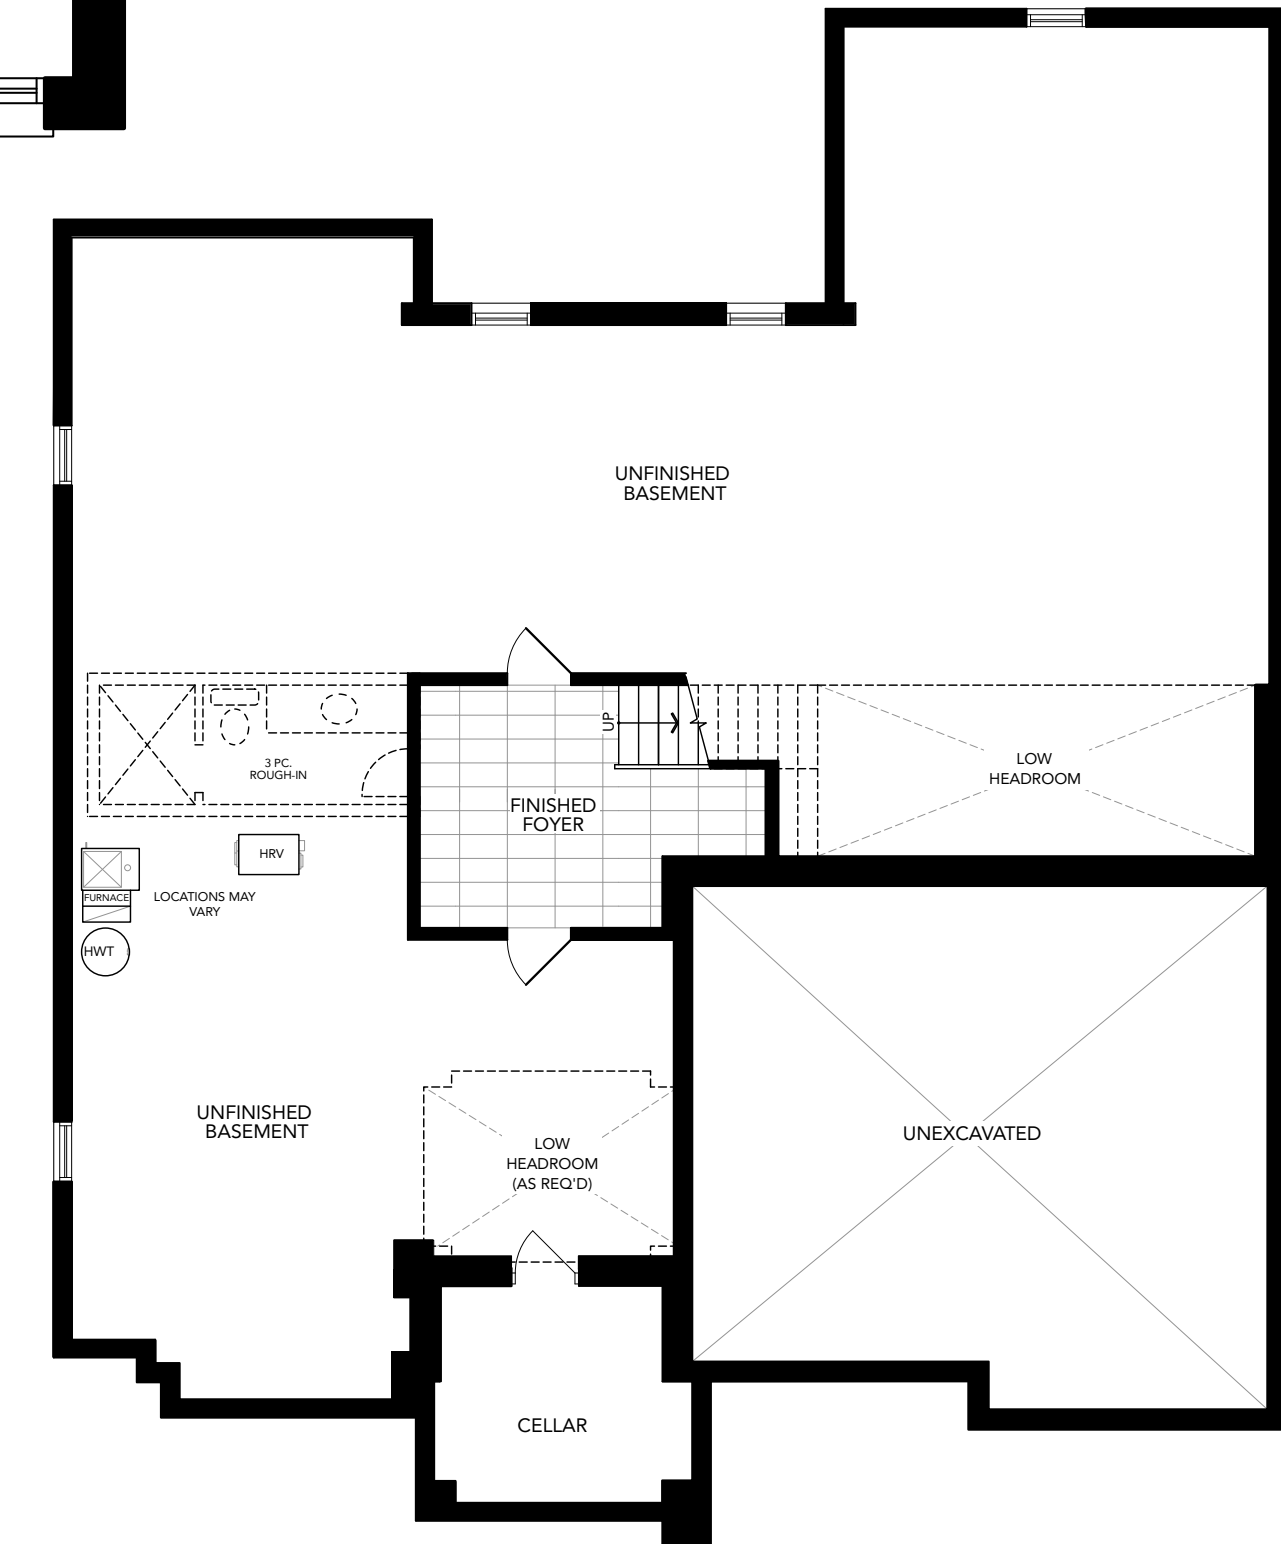 UNFINISHED
BASEMENT
UP
LOW
HEADROOM
3 PC.
ROUGH-IN
FINISHED
FOYER
HRV
FURNACE
LOCATIONS MAY
VARY
HWT
UNFINISHED
BASEMENT
LOW
HEADROOM
(AS REQ'D)
UNEXCAVATED
CELLAR